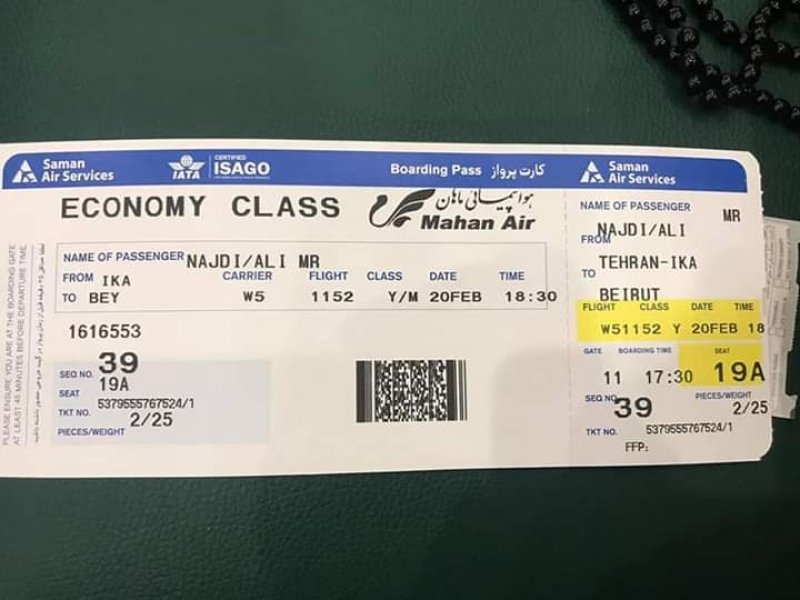 Saman
Air Services
IATA
CERTIFIED
ISAGO
Boarding Pass کارت پرواز
ECONOMY CLASS
هواپیمائی ماهان
Mahan Air
NAME OF PASSENGER NAJDI/ALI MR
FROM IKA CARRIER FLIGHT CLASS DATE TIME
TO BEY W5 1152 Y/M 20FEB 18:30
1616553
SEQ NO. 39
SEAT 19A
TKT NO. 5379555767524/1
PIECES/WEIGHT 2/25
PLEASE ENSURE YOU ARE AT THE BOARDING GATE
AT LEAST 45 MINUTES BEFORE DEPARTURE TIME
Saman
Air Services
NAME OF PASSENGER MR
NAJDI/ALI
FROM
TEHRAN-IKA
TO
BEIRUT
FLIGHT CLASS DATE TIME
W51152 Y 20FEB 18
GATE BOARDING TIME SEAT
11 17:30 19A
SEQ NO. 39 PIECES/WEIGHT
2/25
TKT NO. 5379555767524/1
FFP: